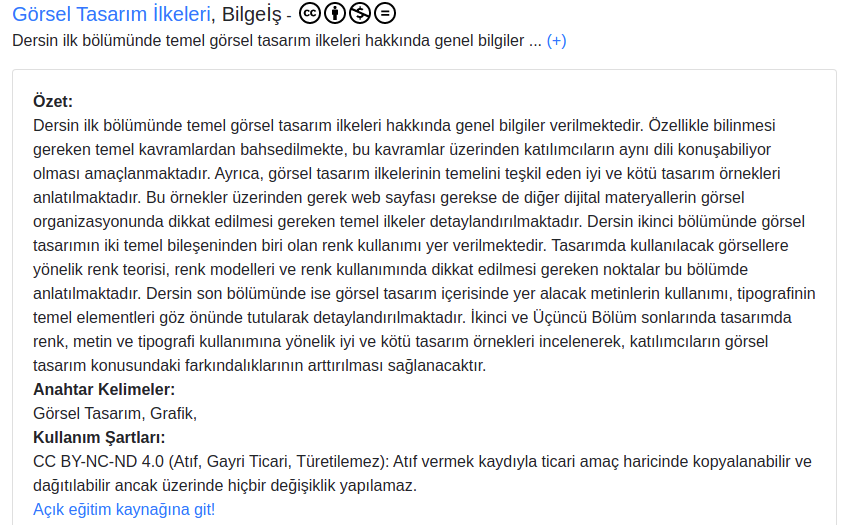 Görsel Tasarım İlkeleri, Bilgeİş -
Dersin ilk bölümünde temel görsel tasarım ilkeleri hakkında genel bilgiler ... (+)
Özet:
Dersin ilk bölümünde temel görsel tasarım ilkeleri hakkında genel bilgiler verilmektedir. Özellikle bilinmesi
gereken temel kavramlardan bahsedilmekte, bu kavramlar üzerinden katılımcıların aynı dili konuşabiliyor
olması amaçlanmaktadır. Ayrıca, görsel tasarım ilkelerinin temelini teşkil eden iyi ve kötü tasarım örnekleri
anlatılmaktadır. Bu örnekler üzerinden gerek web sayfası gerekse de diğer dijital materyallerin görsel
organizasyonunda dikkat edilmesi gereken temel ilkeler detaylandırılmaktadır. Dersin ikinci bölümünde görsel
tasarımın iki temel bileşeninden biri olan renk kullanımı yer verilmektedir. Tasarımda kullanılacak görsellere
yönelik renk teorisi, renk modelleri ve renk kullanımında dikkat edilmesi gereken noktalar bu bölümde
anlatılmaktadır. Dersin son bölümünde ise görsel tasarım içerisinde yer alacak metinlerin kullanımı, tipografinin
temel elementleri göz önünde tutularak detaylandırılmaktadır. İkinci ve Üçüncü Bölüm sonlarında tasarımda
renk, metin ve tipografi kullanımına yönelik iyi ve kötü tasarım örnekleri incelenerek, katılımcıların görsel
tasarım konusundaki farkındalıklarının arttırılması sağlanacaktır.
Anahtar Kelimeler:
Görsel Tasarım, Grafik,
Kullanım Şartları:
CC BY-NC-ND 4.0 (Atıf, Gayri Ticari, Türetilemez): Atıf vermek kaydıyla ticari amaç haricinde kopyalanabilir ve
dağıtılabilir ancak üzerinde hiçbir değişiklik yapılamaz.
Açık eğitim kaynağına git!